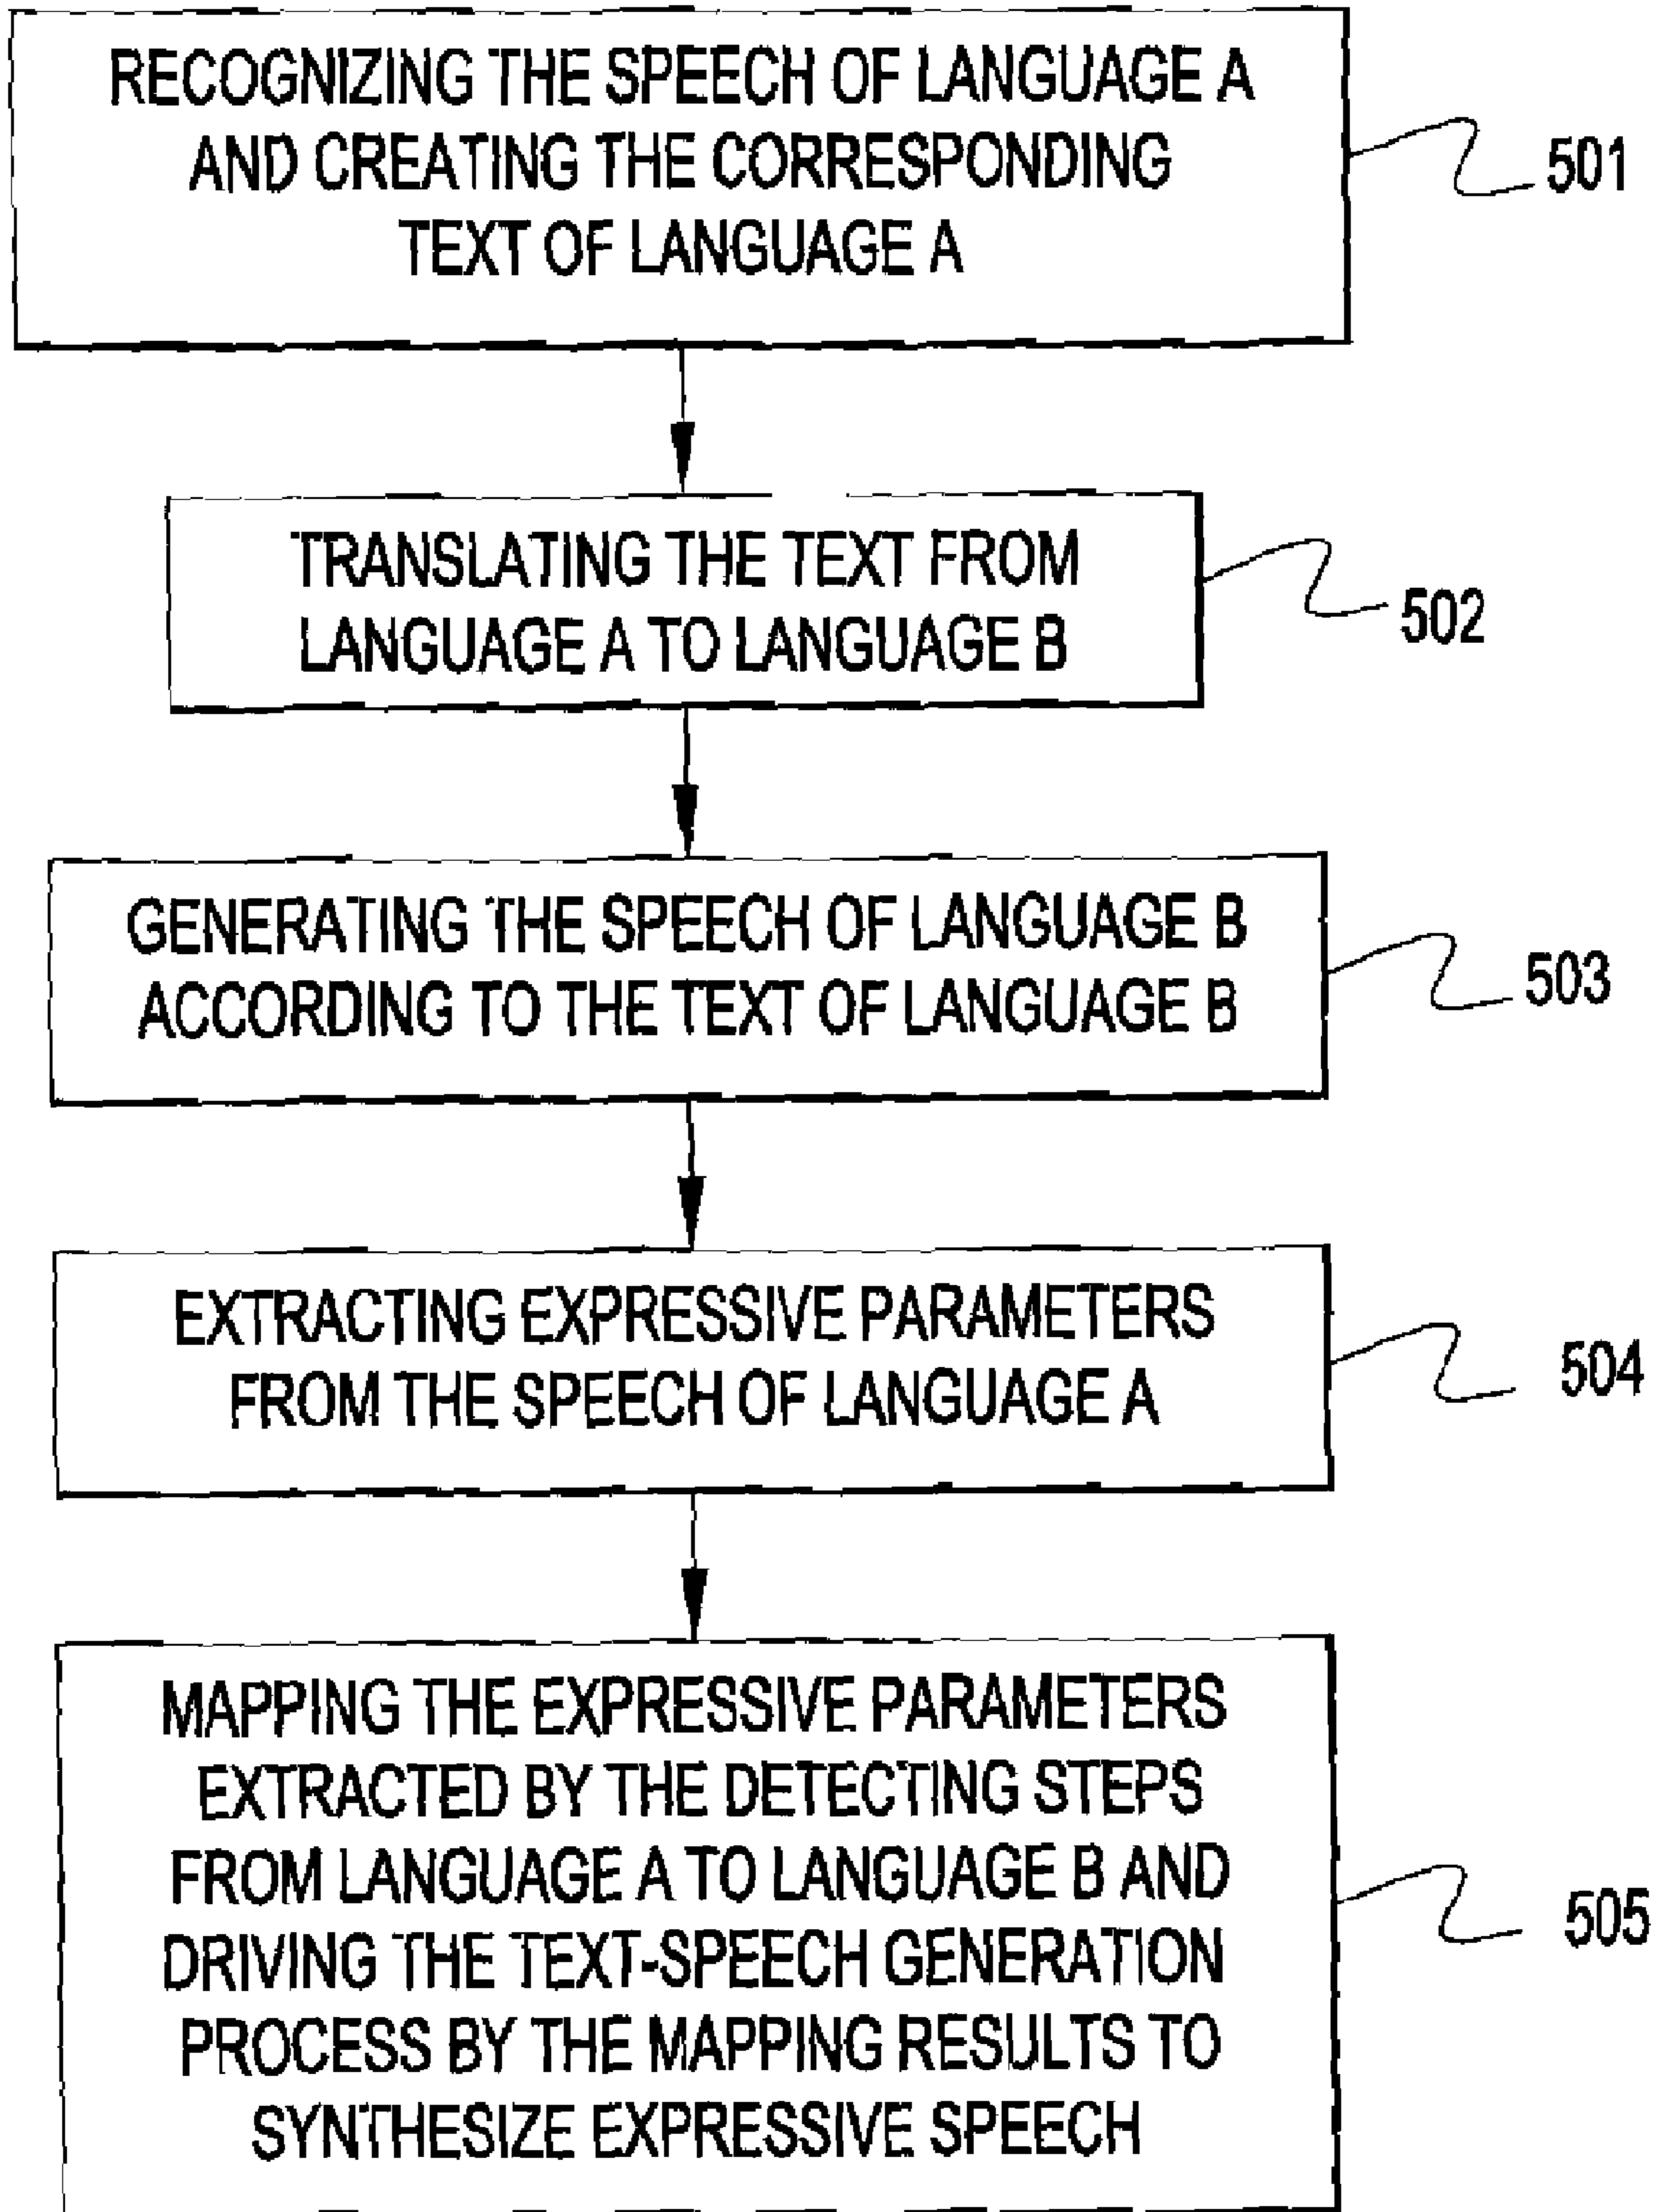 RECOGNIZING THE SPEECH OF LANGUAGE A
AND CREATING THE CORRESPONDING
TEXT OF LANGUAGE A
501
TRANSLATING THE TEXT FROM
LANGUAGE A TO LANGUAGE B
502
GENERATING THE SPEECH OF LANGUAGE B
ACCORDING TO THE TEXT OF LANGUAGE B
503
EXTRACTING EXPRESSIVE PARAMETERS
FROM THE SPEECH OF LANGUAGE A
504
MAPPING THE EXPRESSIVE PARAMETERS
EXTRACTED BY THE DETECTING STEPS
FROM LANGUAGE A TO LANGUAGE B AND
DRIVING THE TEXT-SPEECH GENERATION
PROCESS BY THE MAPPING RESULTS TO
SYNTHESIZE EXPRESSIVE SPEECH
505